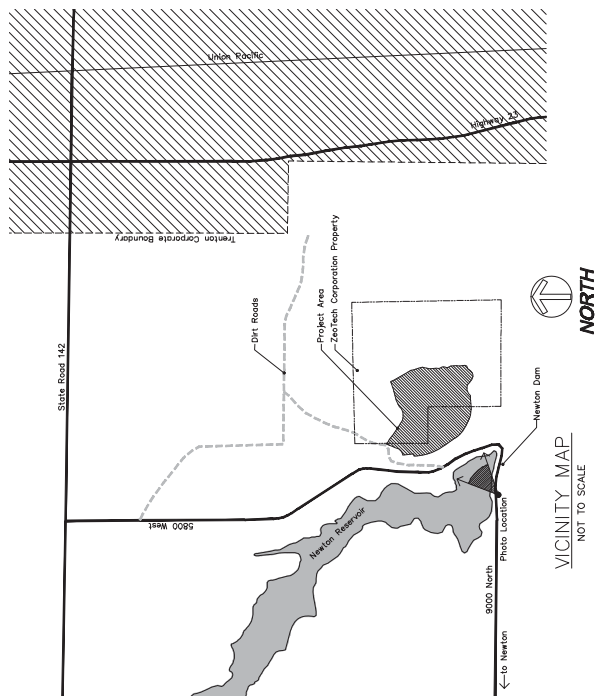 Union Pacific
Highway 23
Trenton Corporate Boundary
State Road 142
Dirt Roads
Project Area
ZeoTech Corporation Property
NORTH
Newton Dam
5800 West
Newton Reservoir
Photo Location
9000 North
to Newton
VICINITY MAP
NOT TO SCALE